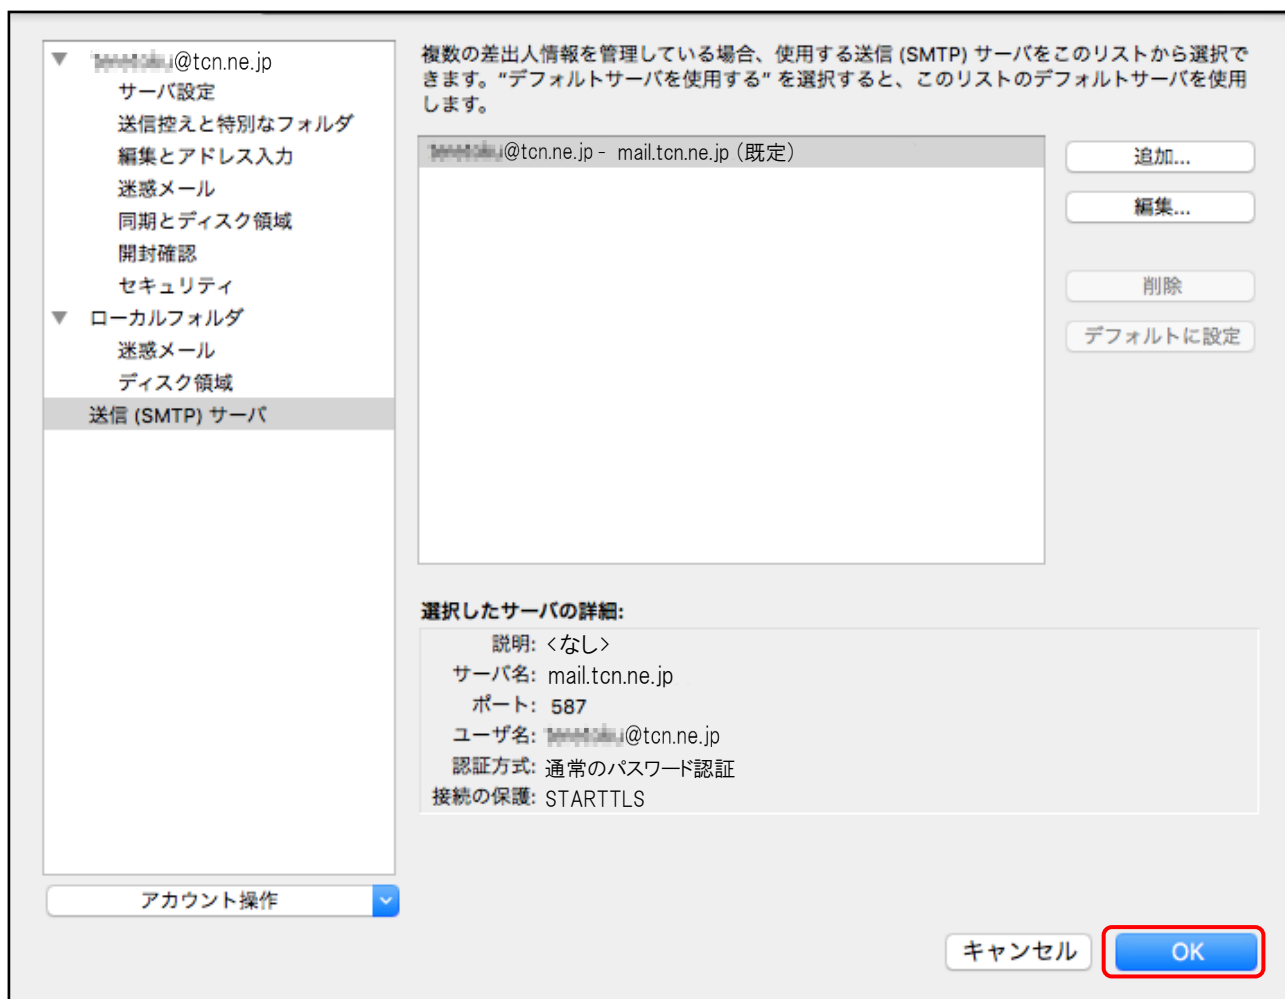 @tcn.ne.jp
サーバ設定
送信控えと特別なフォルダ
編集とアドレス入力
迷惑メール
同期とディスク領域
開封確認
セキュリティ
ローカルフォルダ
迷惑メール
ディスク領域
送信 (SMTP) サーバ
アカウント操作
複数の差出人情報を管理している場合、使用する送信 (SMTP) サーバをこのリストから選択で
きます。“デフォルトサーバを使用する” を選択すると、このリストのデフォルトサーバを使用
します。
@tcn.ne.jp - mail.tcn.ne.jp (既定)
追加...
編集...
削除
デフォルトに設定
選択したサーバの詳細:
説明: <なし>
サーバ名: mail.tcn.ne.jp
ポート: 587
ユーザ名: @tcn.ne.jp
認証方式: 通常のパスワード認証
接続の保護: STARTTLS
キャンセル
OK